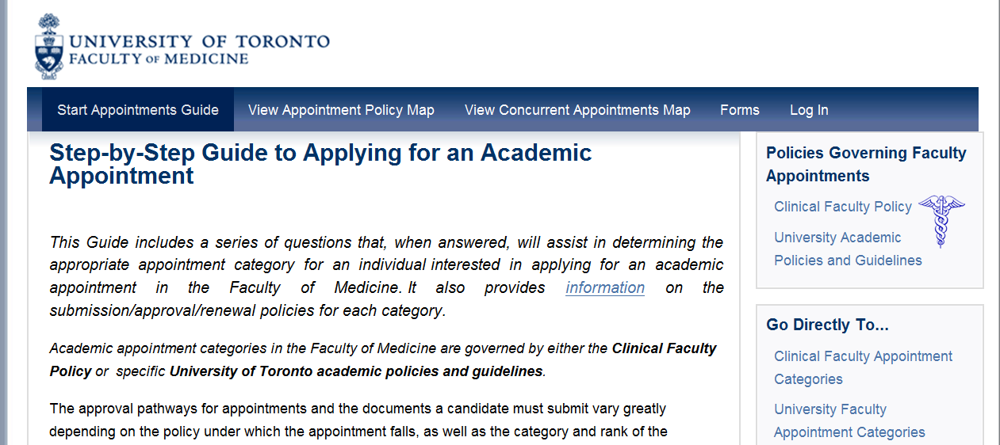 UNIVERSITY OF TORONTO
FACULTY OF MEDICINE
Start Appointments Guide
View Appointment Policy Map
View Concurrent Appointments Map
Forms
Log In
Step-by-Step Guide to Applying for an Academic
Appointment
This Guide includes a series of questions that, when answered, will assist in determining the
appropriate appointment category for an individual interested in applying for an academic
appointment in the Faculty of Medicine. It also provides information on the
submission/approval/renewal policies for each category.
Academic appointment categories in the Faculty of Medicine are governed by either the Clinical Faculty
Policy or specific University of Toronto academic policies and guidelines.
The approval pathways for appointments and the documents a candidate must submit vary greatly
depending on the policy under which the appointment falls, as well as the category and rank of the
Policies Governing Faculty
Appointments
Clinical Faculty Policy
University Academic
Policies and Guidelines
Go Directly To...
Clinical Faculty Appointment
Categories
University Faculty
Appointment Categories